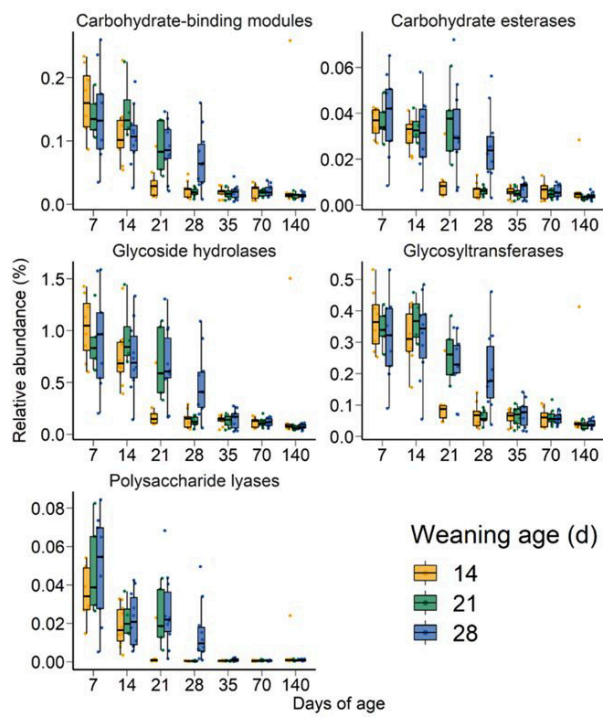 Carbohydrate-binding modules
Carbohydrate esterases
0.2
0.1
0.0
7 14 21 28 35 70 140
0.06
0.04
0.02
0.00
7 14 21 28 35 70 140
Glycoside hydrolases
Glycosyltransferases
Relative abundance (%)
1.5
1.0
0.5
0.0
7 14 21 28 35 70 140
0.5
0.4
0.3
0.2
0.1
0.0
7 14 21 28 35 70 140
Polysaccharide lyases
0.08
0.06
0.04
0.02
0.00
7 14 21 28 35 70 140
Days of age
Weaning age (d)
14
21
28